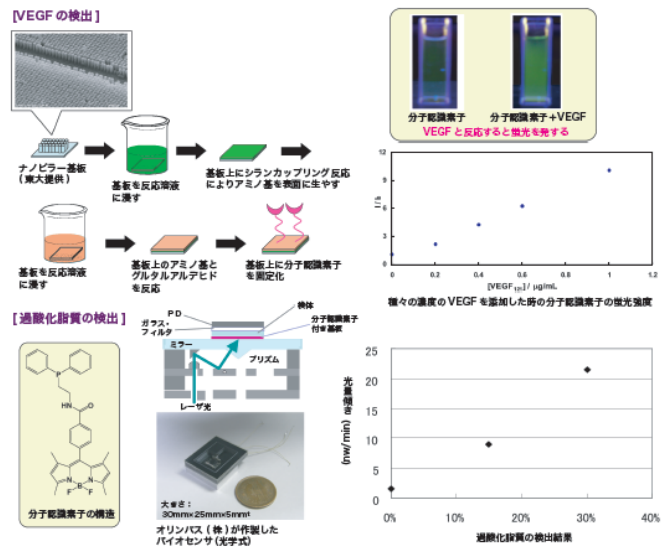 [VEGFの検出]
ナノピラー基板
(東大提供)
基板を反応溶液
に浸す
基板上にシランカップリング反応
によりアミノ基を表面に生やす
基板を反応溶液
に浸す
基板上のアミノ基と
グルタルアルデヒド
を反応
基板上に分子認識素子
を固定化
分子認識素子
分子認識素子+VEGF
VEGFと反応すると蛍光を発する
12
9
6
3
0
0
0.2
0.4
0.6
0.8
1
[VEGF121] / μg/mL
種々の濃度のVEGFを添加した時の分子認識素子の蛍光強度
[過酸化脂質の検出]
P
NH
O
N
B
N
F
F
分子認識素子の構造
PD
ガラス・
フィルタ
ミラー
検体
分子認識素子
付き基板
プリズム
レーザ光
大きさ:
30mm×25mm×5mmt
オリンパス(株)が作製した
バイオセンサ(光学式)
光量傾き
(nw/min)
25
20
15
10
5
0
0%
10%
20%
30%
40%
過酸化脂質の検出結果